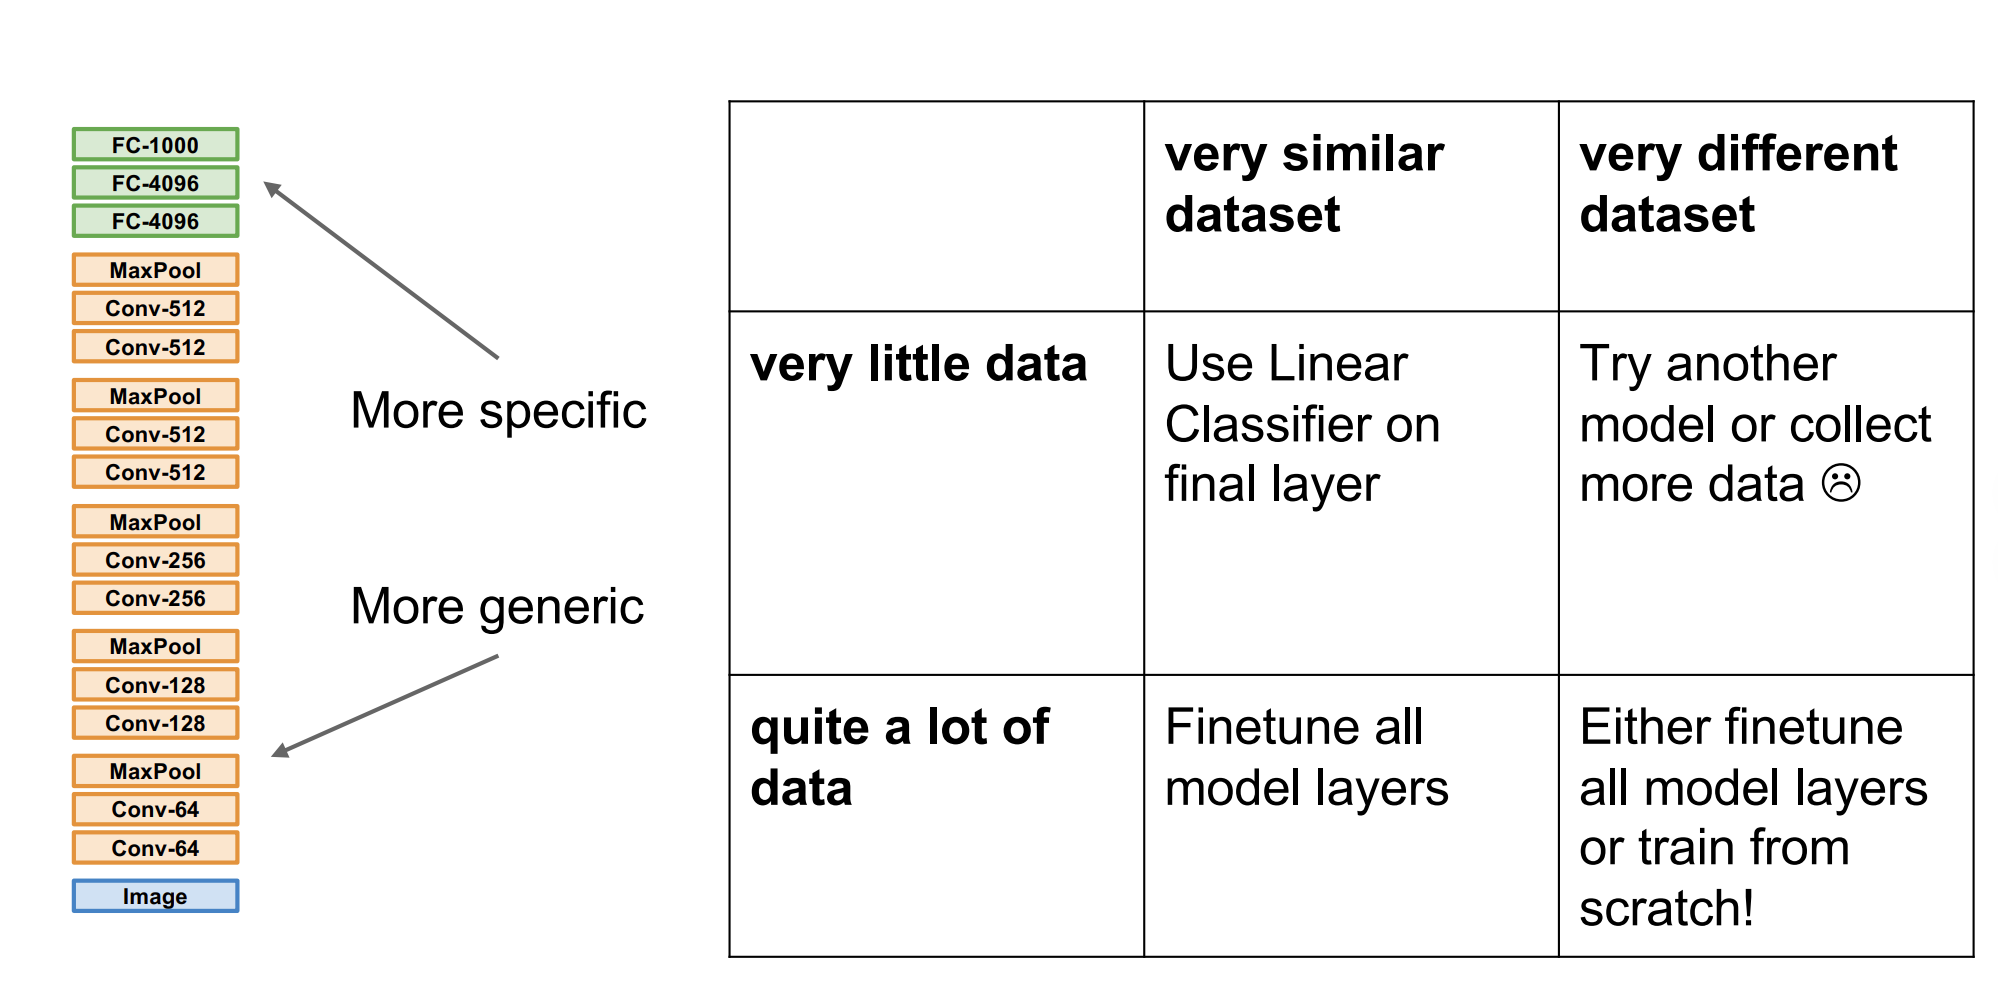 FC-1000
FC-4096
FC-4096
MaxPool
Conv-512
Conv-512
MaxPool
Conv-512
Conv-512
MaxPool
Conv-256
Conv-256
MaxPool
Conv-128
Conv-128
MaxPool
Conv-64
Conv-64
Image
More specific
More generic
very similar
dataset
very different
dataset
very little data
Use Linear
Classifier on
final layer
Try another
model or collect
more data ☹
quite a lot of
data
Finetune all
model layers
Either finetune
all model layers
or train from
scratch!